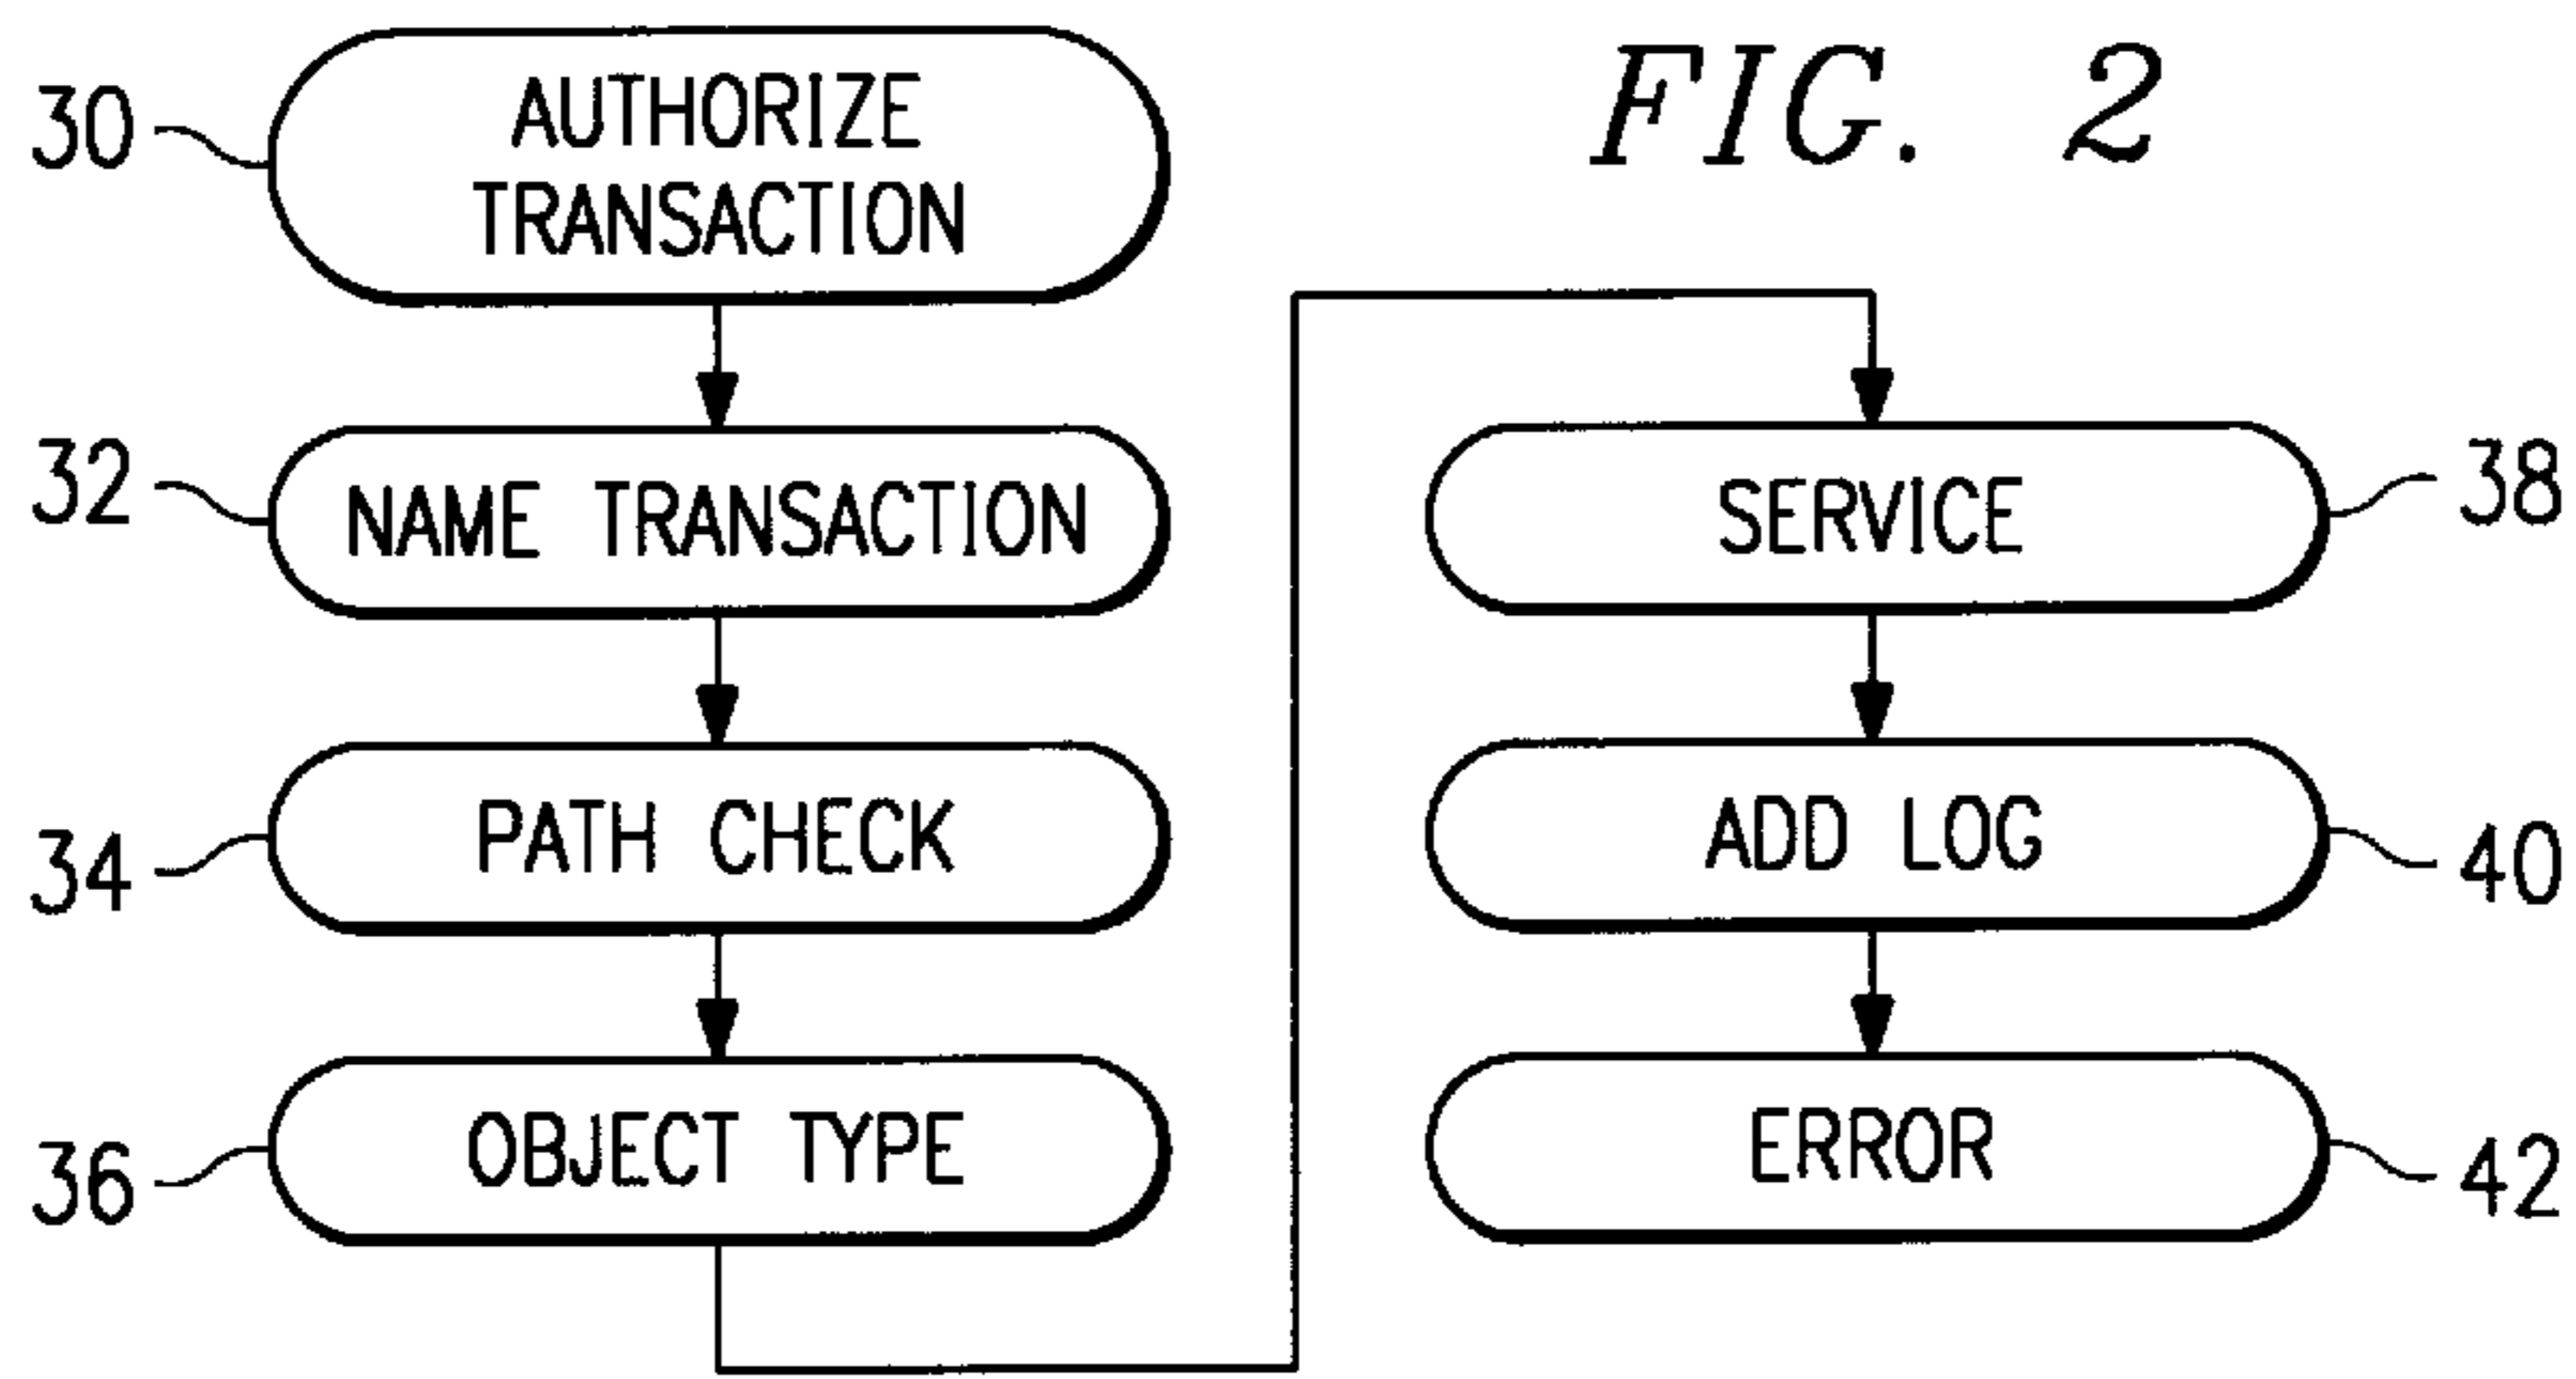 FIG. 2
30
AUTHORIZE
TRANSACTION
32
NAME TRANSACTION
34
PATH CHECK
36
OBJECT TYPE
SERVICE
38
ADD LOG
40
ERROR
42